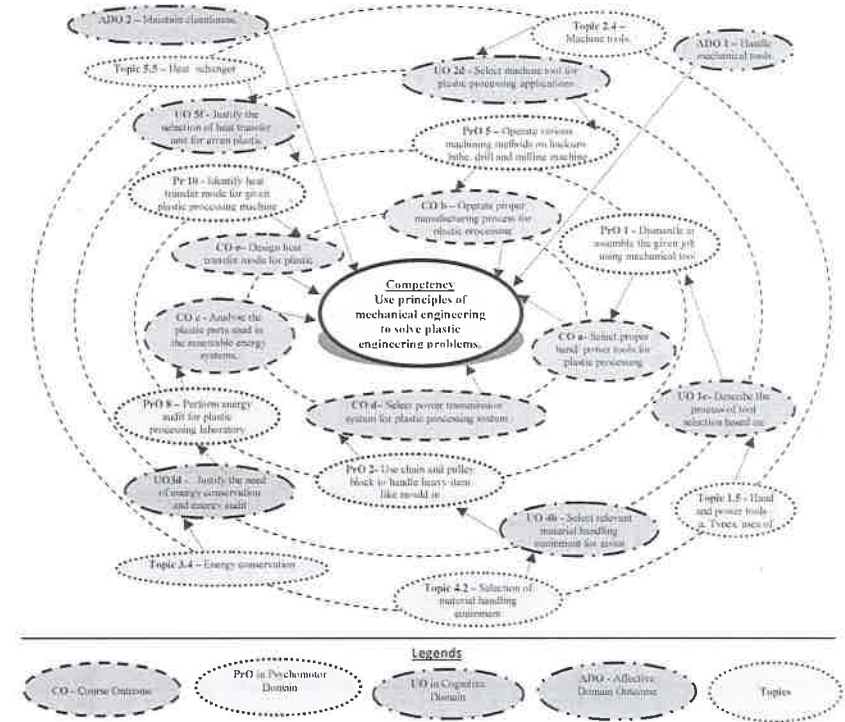 ADO 2 – Maintain cleanliness.
Topic 2.4 –
Machine tools.
ADO 1 – Handle
mechanical tools
Topic 5.5 – Heat
UO 2d - Select machine tool for
plastic processing applications
UO 5f - Justify the
selection of heat transfer
unit for given plastic
PrO 5 – Operate various
machining methods on hacksaw
lathe, drill and milling machine
Pr 10 - Identify heat
transfer mode for given
plastic processing machine
CO b – Operate proper
manufacturing process for
plastic processing
PrO 1 – Dismantle
assemble the given job
using mechanical tool
CO e- Design heat
transfer mode for plastic
Competency
Use principles of
mechanical engineering
to solve plastic
engineering problems.
CO c - Analyse the
plastic parts used in
the renewable energy
systems.
CO a- Select proper
hand/ power tools for
plastic processing
PrO 8 – Perform energy
audit for plastic
processing laboratory
CO d- Select power transmission
system for plastic processing system
UO 1c- Describe the
process of tool
selection based on
PrO 2- Use chain and pulley
block to handle heavy item
like mould in
UO3d - Justify the need
of energy conservation
and energy audit
UO 4b - Select relevant
material handling
equipment for given
Topic 1.5 - Hand
and power tools
a. Types, uses of
Topic 3.4 – Energy conservation
Topic 4.2 – Selection of
material handling
equipment
Legends
CO - Course Outcome
PrO in Psychomotor
Domain
UO in Cognitive
Domain
ADO - Affective
Domain Outcome
Topics